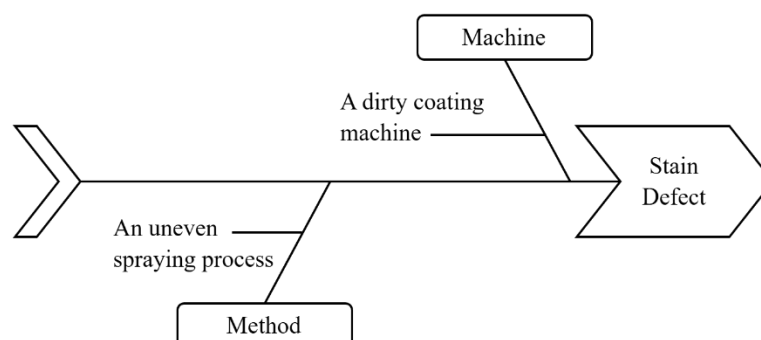 Machine
A dirty coating
machine
Stain
Defect
An uneven
spraying process
Method